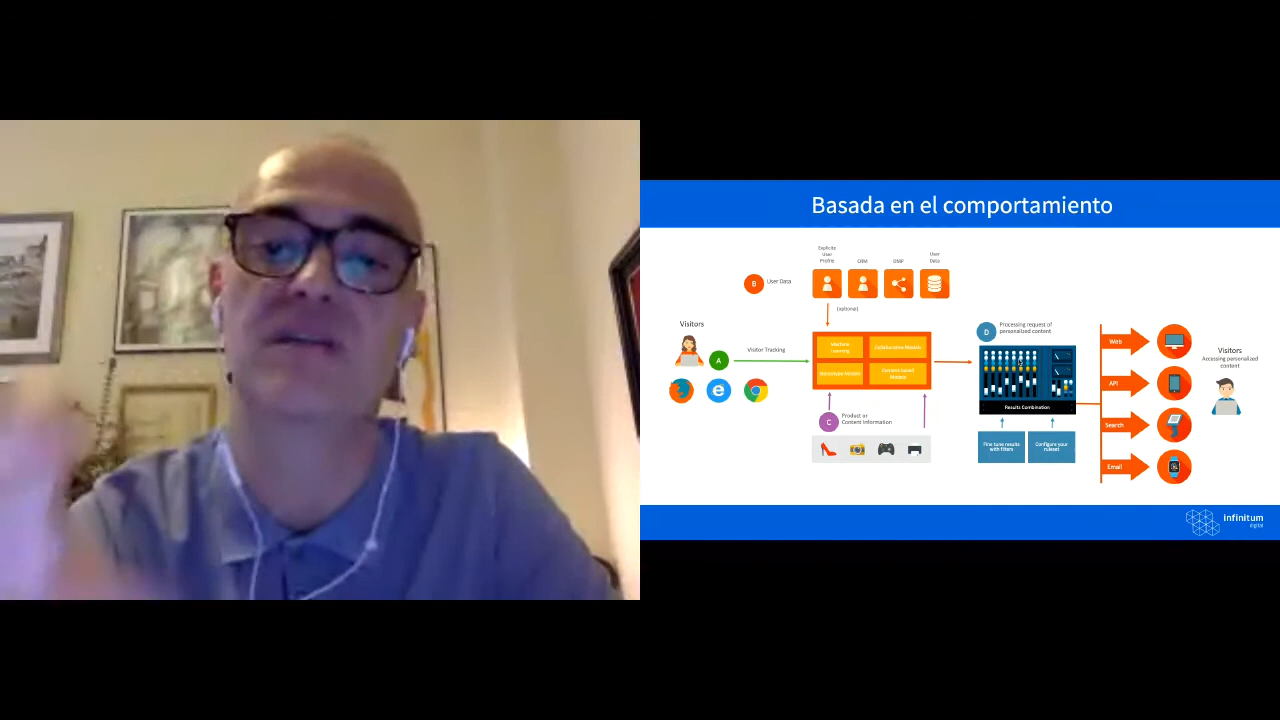 Basada en el comportamiento
Explicite
User
Profile
CRM
DMP
User
Data
B
User Data
(optional)
Visitors
A
Visitor Tracking
Machine
Learning
Collaborative Models
Stereotype Models
Content based
Models
C
Product or
Content Information
D
Processing request of
personalized content
Results Combination
Fine tune results
with filters
Configure your
ruleset
Web
API
Search
Email
Visitors
Accessing personalized
content
infinitum
digital